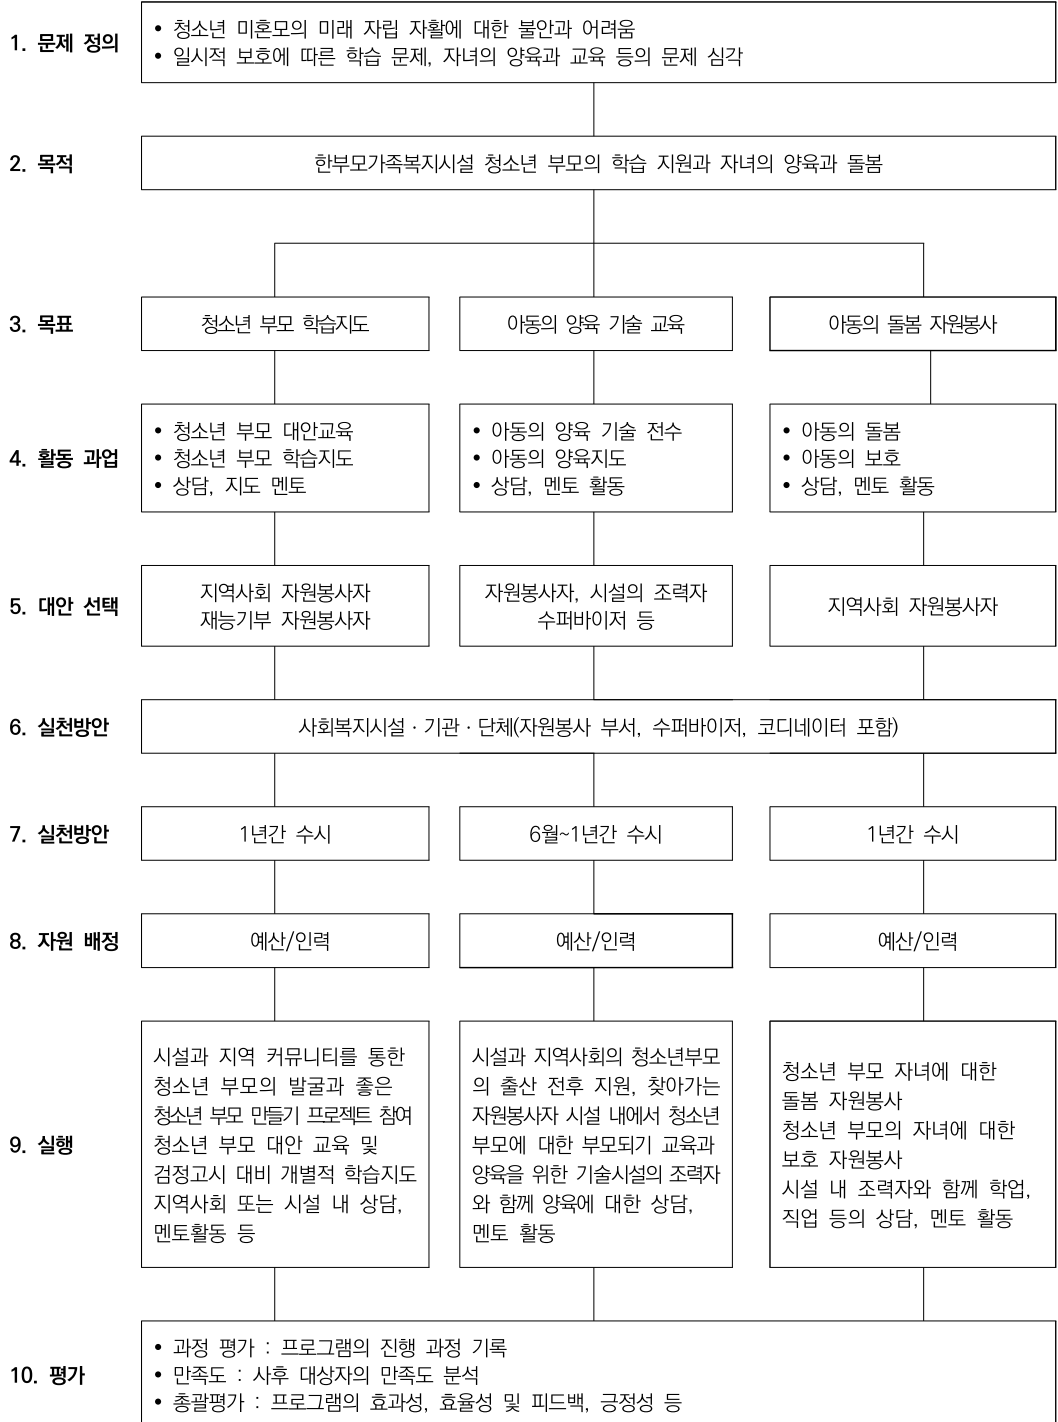 1. 문제 정의
• 청소년 미혼모의 미래 자립 자활에 대한 불안과 어려움
• 일시적 보호에 따른 학습 문제, 자녀의 양육과 교육 등의 문제 심각
2. 목적
한부모가족복지시설 청소년 부모의 학습 지원과 자녀의 양육과 돌봄
3. 목표
청소년 부모 학습지도
아동의 양육 기술 교육
아동의 돌봄 자원봉사
4. 활동 과업
• 청소년 부모 대안교육
• 청소년 부모 학습지도
• 상담, 지도 멘토
• 아동의 양육 기술 전수
• 아동의 양육지도
• 상담, 멘토 활동
• 아동의 돌봄
• 아동의 보호
• 상담, 멘토 활동
5. 대안 선택
지역사회 자원봉사자
재능기부 자원봉사자
자원봉사자, 시설의 조력자
수퍼바이저 등
지역사회 자원봉사자
6. 실천방안
사회복지시설 · 기관 · 단체(자원봉사 부서, 수퍼바이저, 코디네이터 포함)
7. 실천방안
1년간 수시
6월~1년간 수시
1년간 수시
8. 자원 배정
예산/인력
예산/인력
예산/인력
9. 실행
시설과 지역 커뮤니티를 통한
청소년 부모의 발굴과 좋은
청소년 부모 만들기 프로젝트 참여
청소년 부모 대안 교육 및
검정고시 대비 개별적 학습지도
지역사회 또는 시설 내 상담,
멘토활동 등
시설과 지역사회의 청소년부모
의 출산 전후 지원, 찾아가는
자원봉사자 시설 내에서 청소년
부모에 대한 부모되기 교육과
양육을 위한 기술시설의 조력자
와 함께 양육에 대한 상담,
멘토 활동
청소년 부모 자녀에 대한
돌봄 자원봉사
청소년 부모의 자녀에 대한
보호 자원봉사
시설 내 조력자와 함께 학업,
직업 등의 상담, 멘토 활동
10. 평가
• 과정 평가 : 프로그램의 진행 과정 기록
• 만족도 : 사후 대상자의 만족도 분석
• 총괄평가 : 프로그램의 효과성, 효율성 및 피드백, 긍정성 등